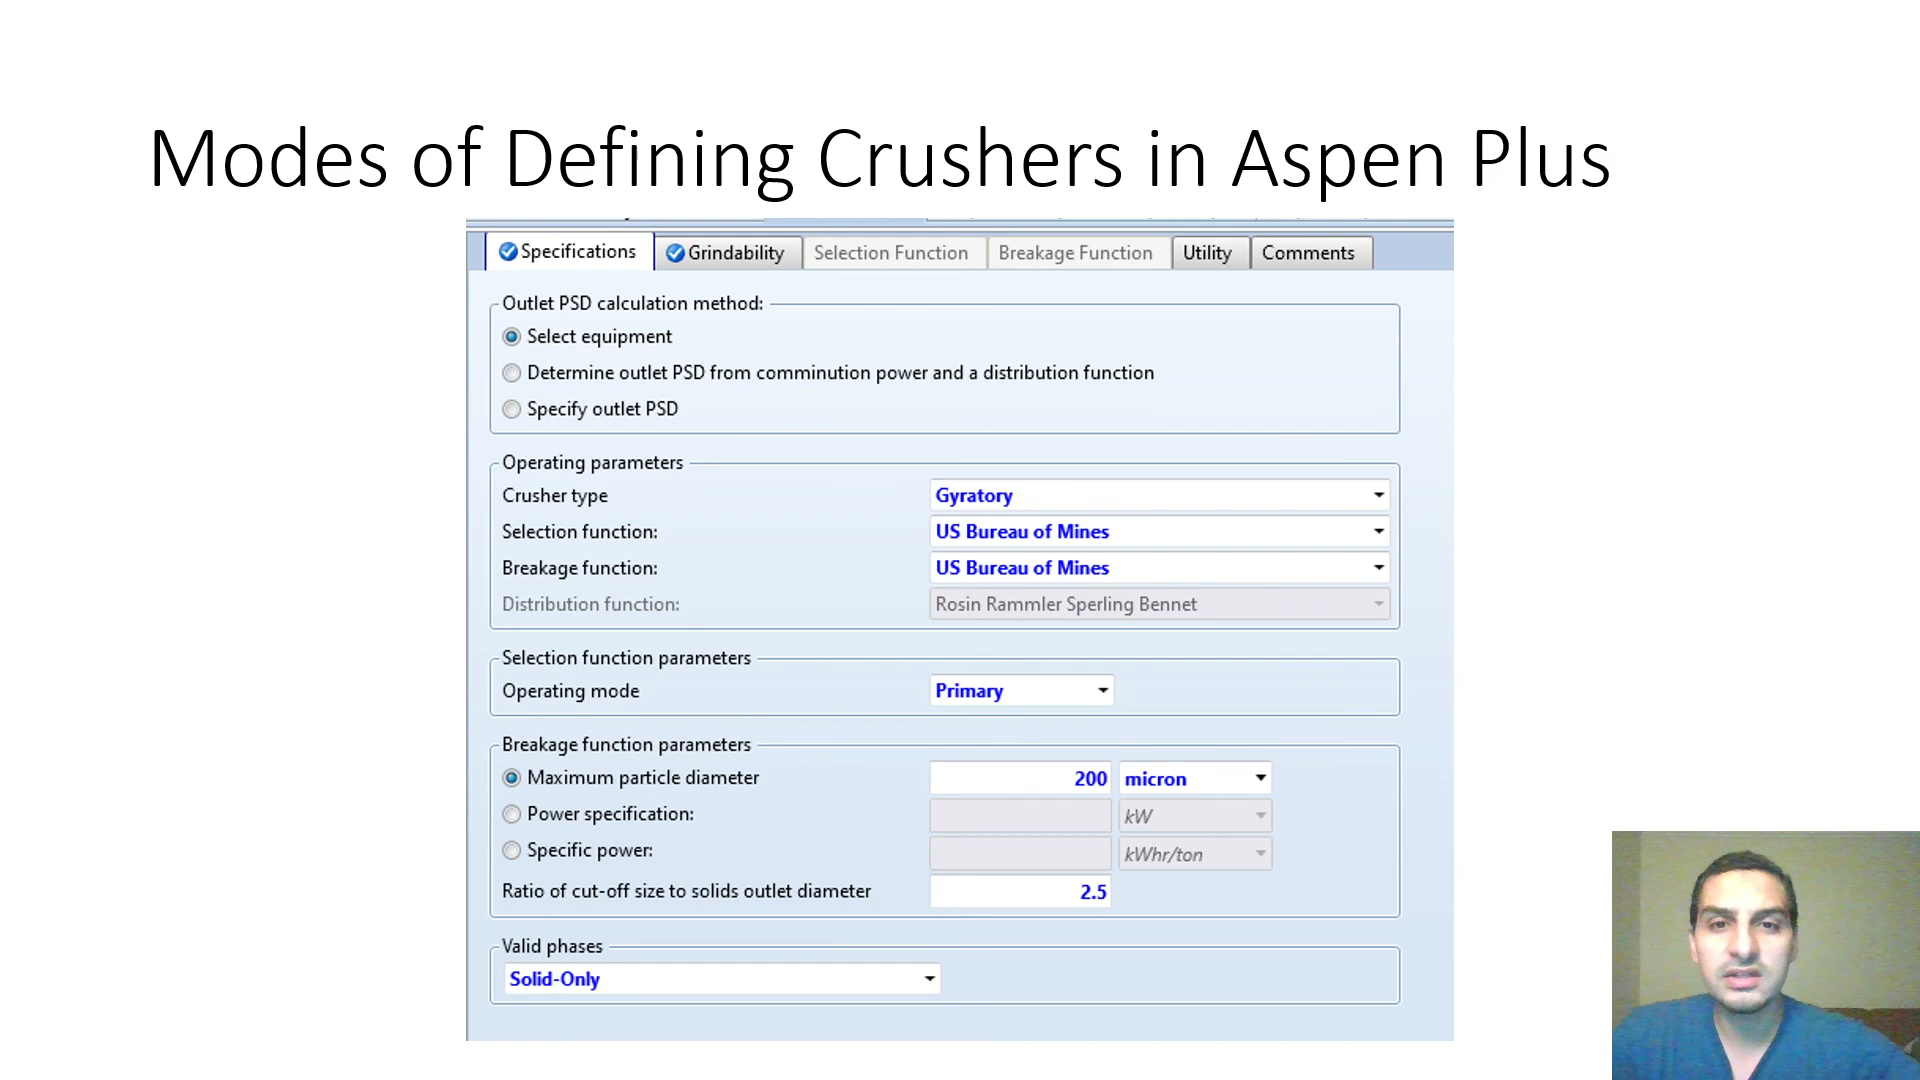 Modes of Defining Crushers in Aspen Plus
Specifications Grindability Selection Function Breakage Function Utility Comments
Outlet PSD calculation method:
Select equipment
Determine outlet PSD from comminution power and a distribution function
Specify outlet PSD
Operating parameters
Crusher type Gyratory
Selection function: US Bureau of Mines
Breakage function: US Bureau of Mines
Distribution function: Rosin Rammler Sperling Bennet
Selection function parameters
Operating mode Primary
Breakage function parameters
Maximum particle diameter 200 micron
Power specification: kW
Specific power: kWhr/ton
Ratio of cut-off size to solids outlet diameter 2.5
Valid phases
Solid-Only